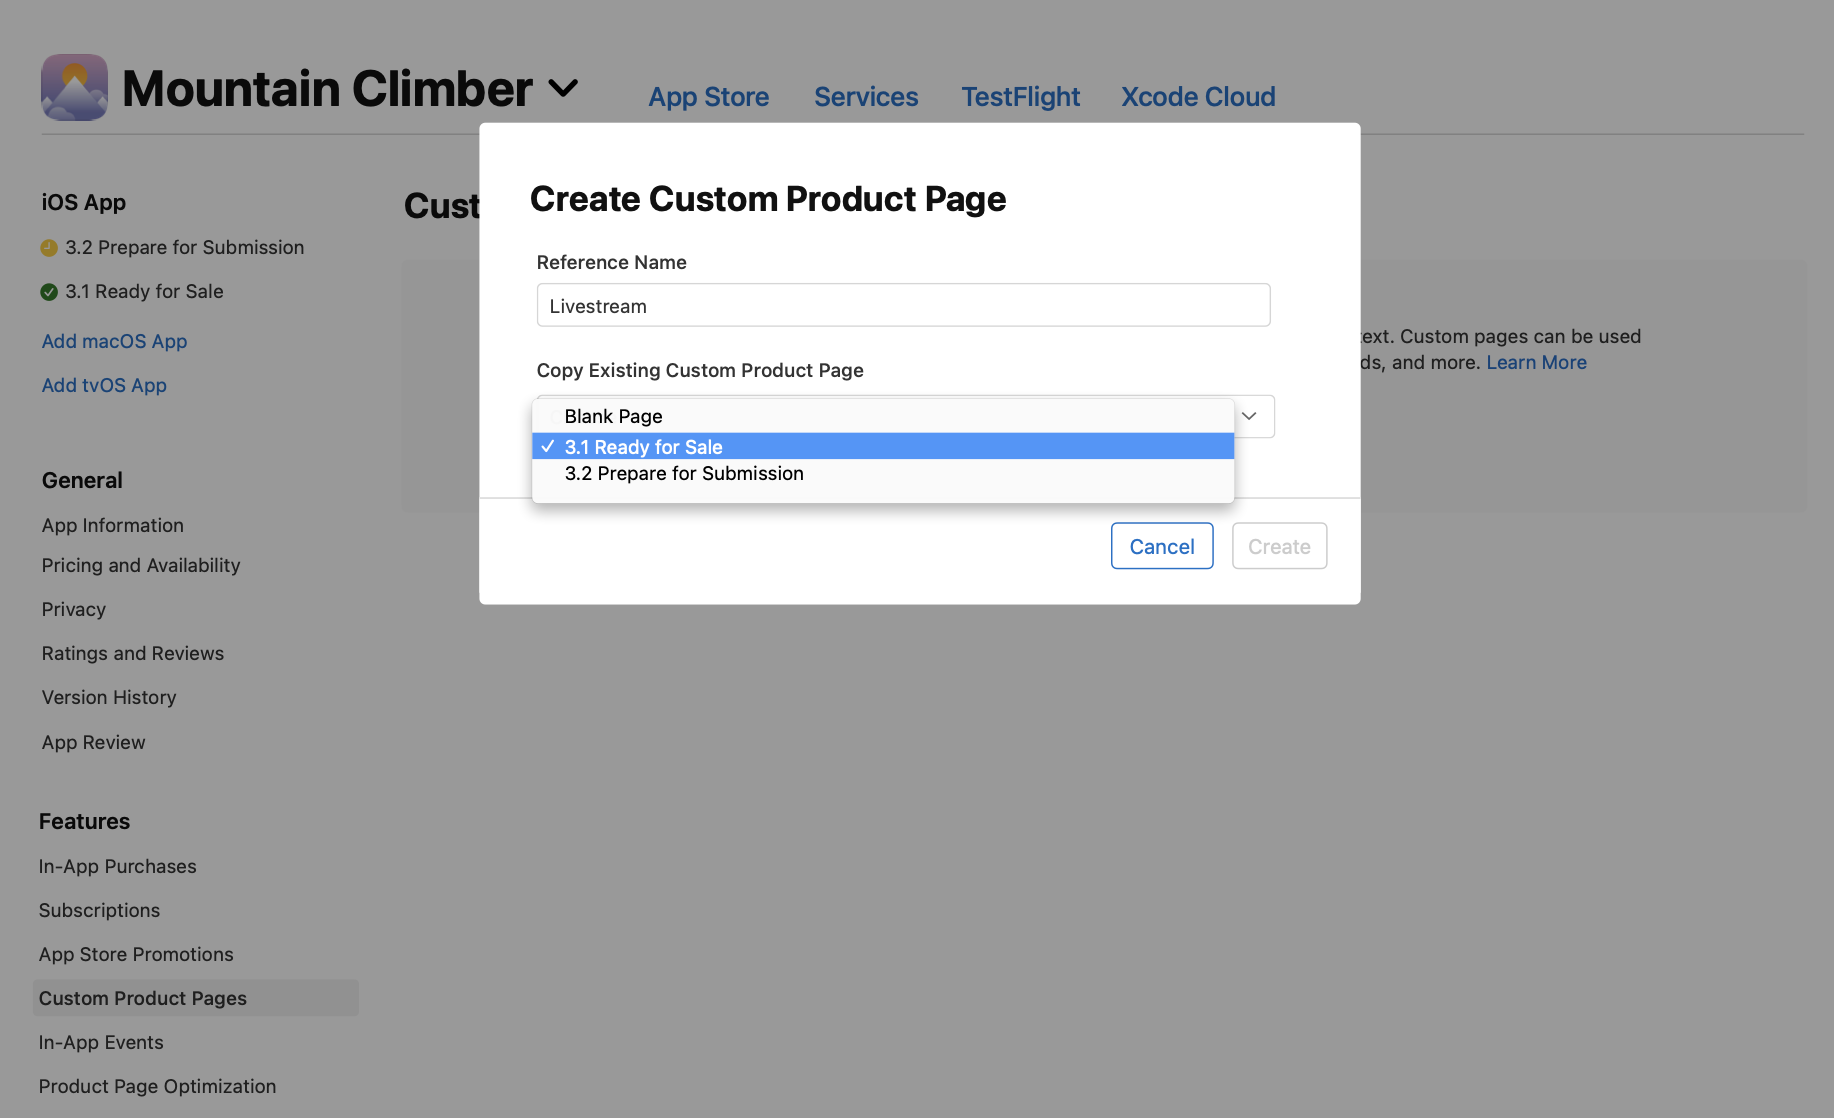 Mountain Climber
App Store Services TestFlight Xcode Cloud
iOS App
3.2 Prepare for Submission
3.1 Ready for Sale
Add macOS App
Add tvOS App
General
App Information
Pricing and Availability
Privacy
Ratings and Reviews
Version History
App Review
Features
In-App Purchases
Subscriptions
App Store Promotions
Custom Product Pages
In-App Events
Product Page Optimization
Cust
ext. Custom pages can be used
ds, and more. Learn More
Create Custom Product Page
Reference Name
Livestream
Copy Existing Custom Product Page
Blank Page
✓ 3.1 Ready for Sale
3.2 Prepare for Submission
Cancel Create